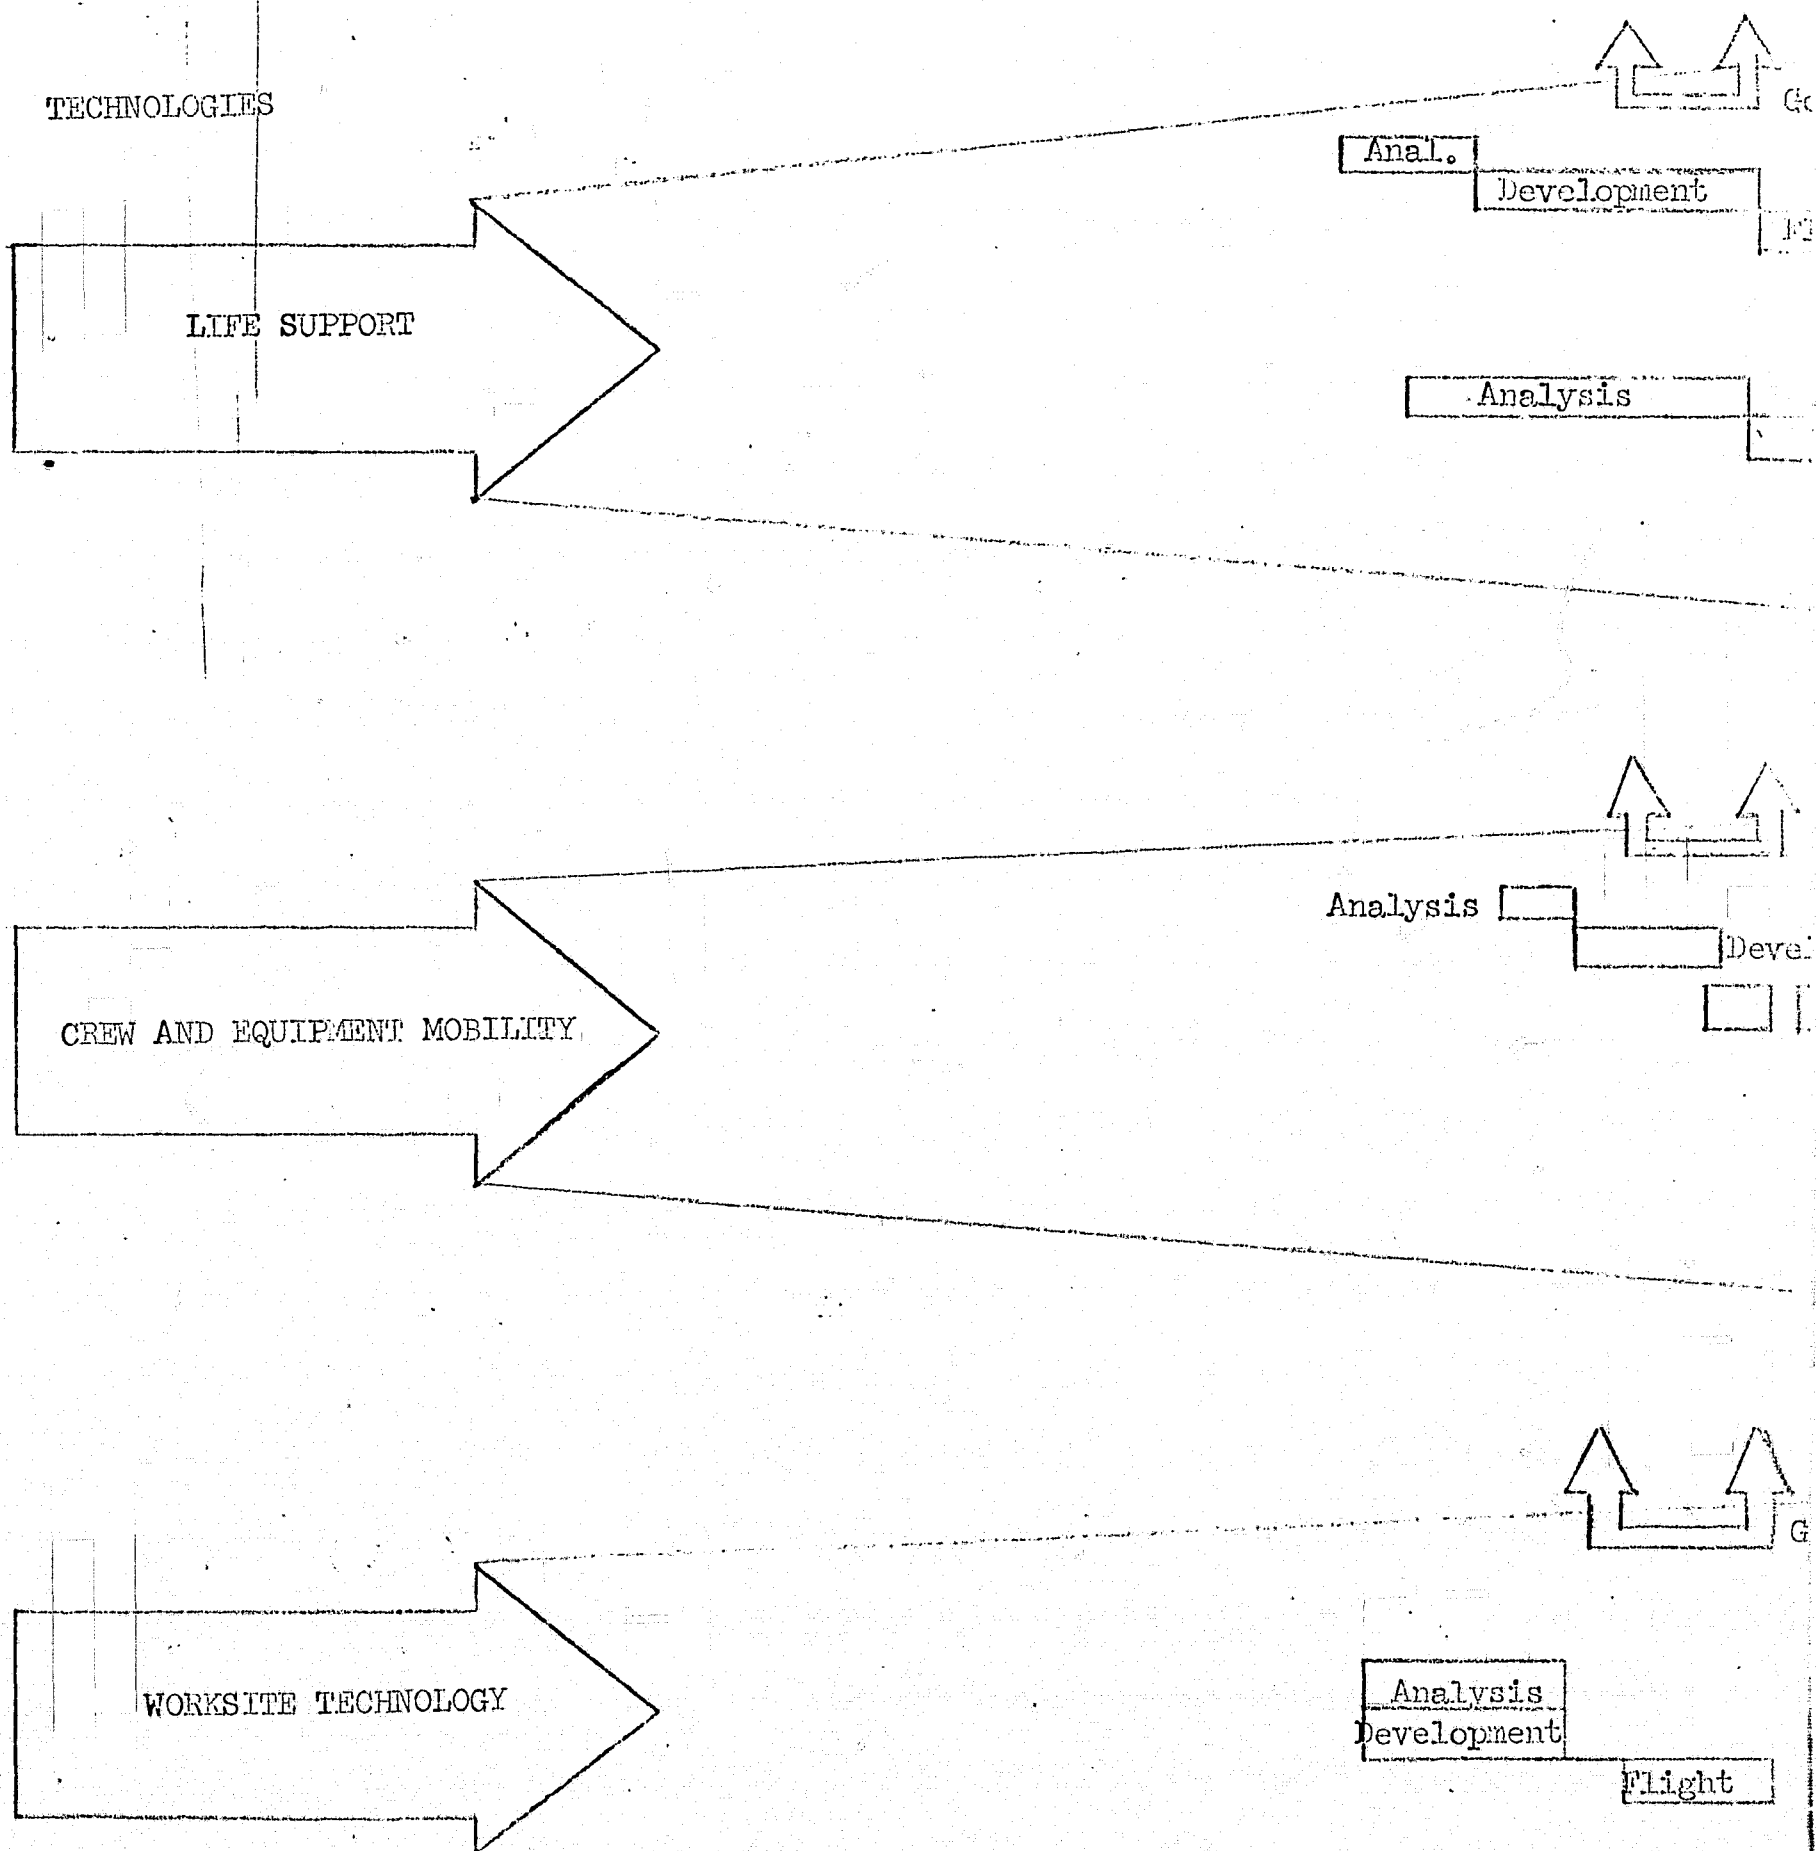 TECHNOLOGIES
Anal.
Development
LIFE SUPPORT
Analysis
Analysis
CREW AND EQUIPMENT MOBILITY
WORKSITE TECHNOLOGY
Analysis
Development
Flight